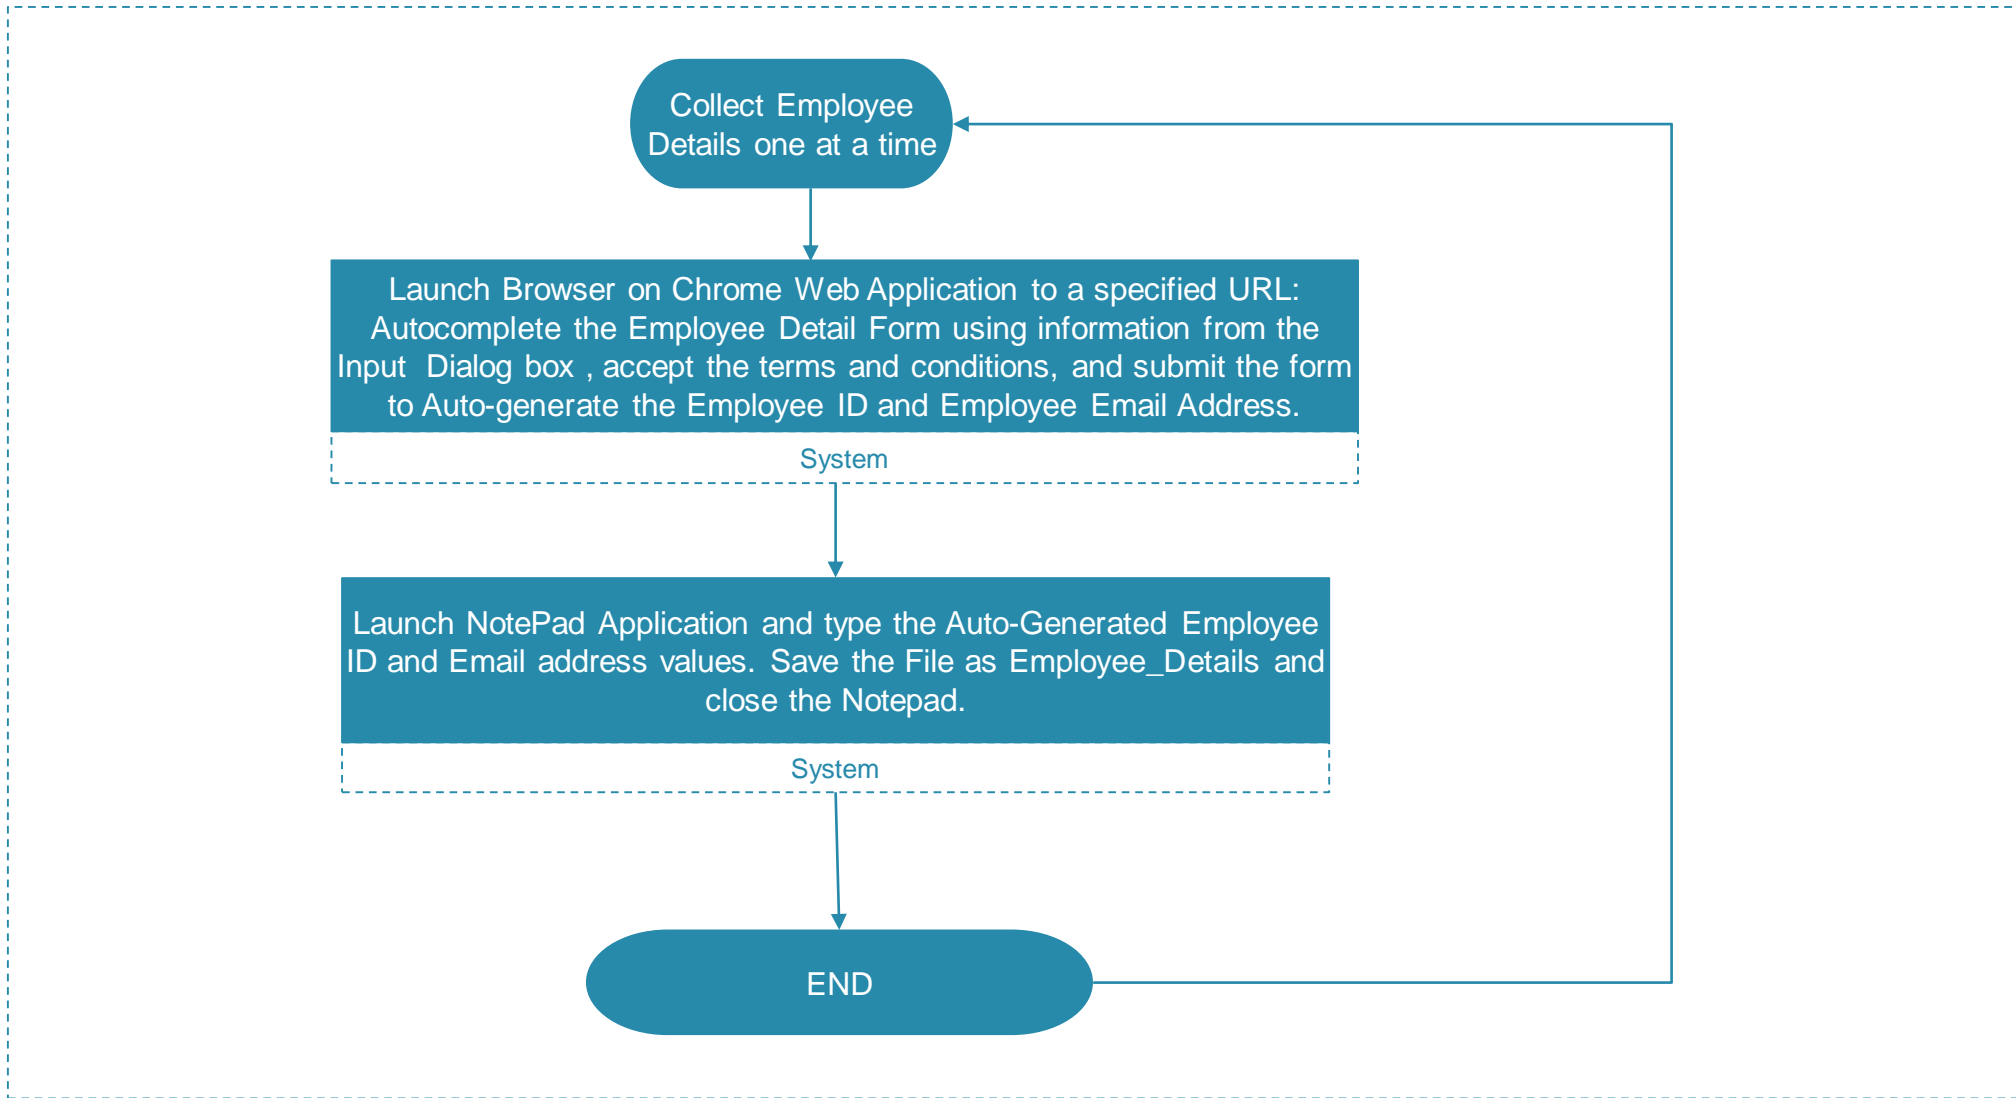 Collect Employee
Details one at a time
Launch Browser on Chrome Web Application to a specified URL:
Autocomplete the Employee Detail Form using information from the
Input Dialog box , accept the terms and conditions, and submit the form
to Auto-generate the Employee ID and Employee Email Address.
System
Launch NotePad Application and type the Auto-Generated Employee
ID and Email address values. Save the File as Employee_Details and
close the Notepad.
System
END